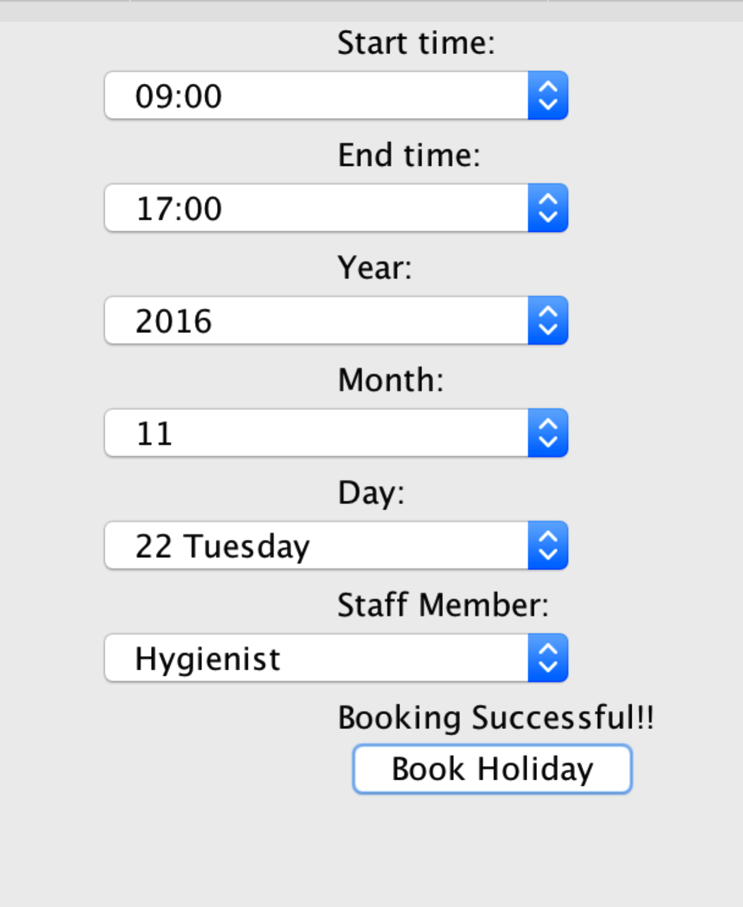 Start time:
09:00
End time:
17:00
Year:
2016
Month:
11
Day:
22 Tuesday
Staff Member:
Hygienist
Booking Successful!!
Book Holiday